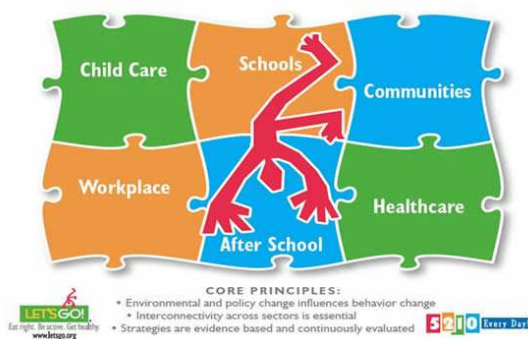 Child Care
Schools
Communities
Workplace
After School
Healthcare
CORE PRINCIPLES:
• Environmental and policy change influences behavior change
• Interconnectivity across sectors is essential
• Strategies are evidence based and continuously evaluated
LET'SGO!
Eat right. Be active. Get healthy.
www.letsgo.org
5210 Every Day